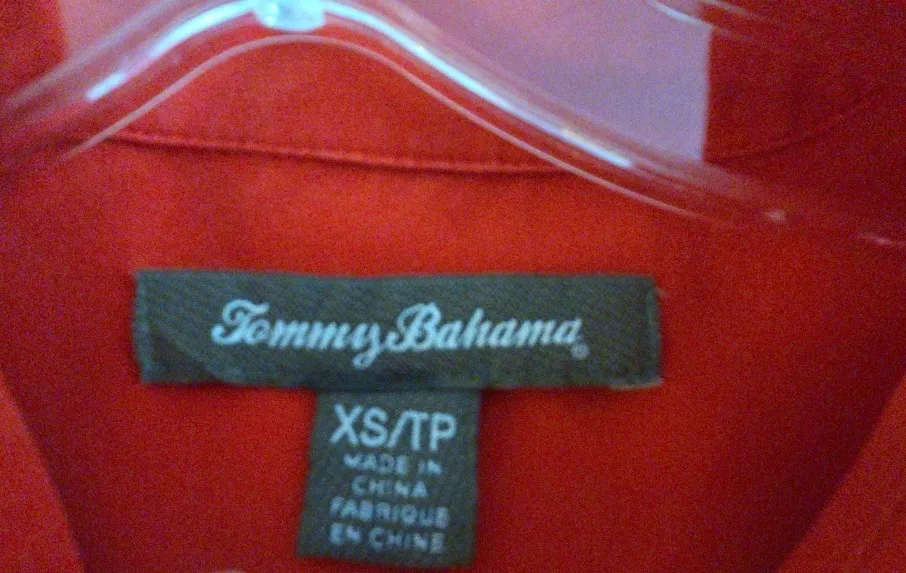 Tommy Bahama
XS/TP
MADE IN
CHINA
FABRIQUE
EN CHINE